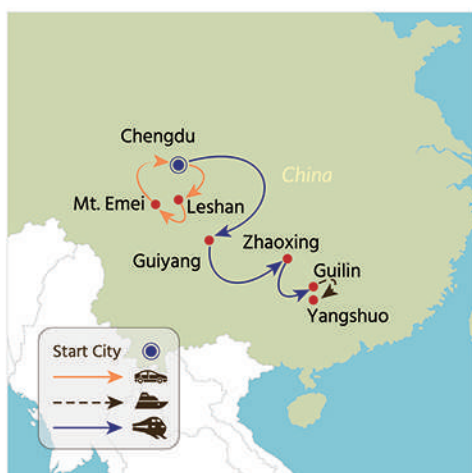 Chengdu
China
Mt. Emei
Leshan
Guiyang
Zhaoxing
Guilin
Yangshuo
Start City